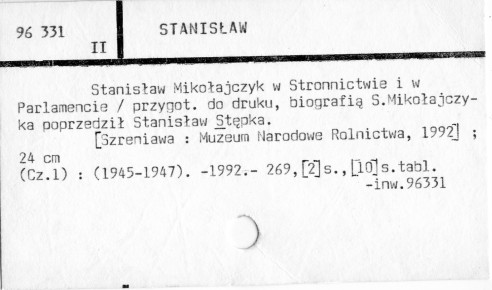 96 331
II
STANISŁAW
Stanisław Mikołajczyk w Stronnictwie i w
Parlamencie / przygot. do druku, biografią S.Mikołajczy-
ka poprzedził Stanisław Stępka.
[Szreniawa : Muzeum Narodowe Rolnictwa, 1992] ;
24 cm
(Cz.1) : (1945-1947). -1992.- 269,[2]s.,[10]s.tabl.
-inw.96331